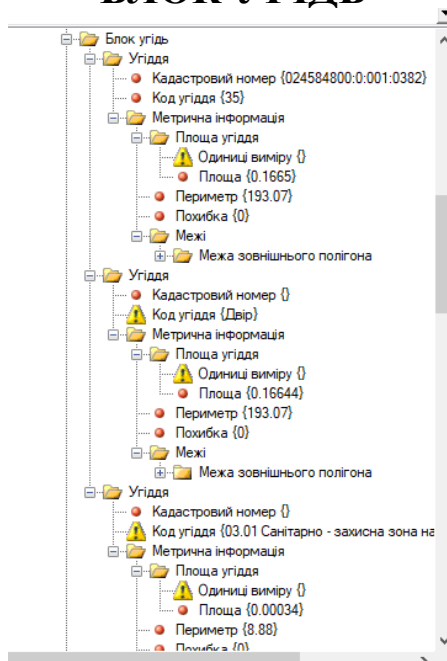 БЛОК УГІДЬ
Блок угідь
Угіддя
Кадастровий номер {024584800:0:001:0382}
Код угіддя {35}
Метрична інформація
Площа угіддя
Одиниці виміру {}
Площа {0.1665}
Периметр {193.07}
Похибка {0}
Межі
Межа зовнішнього полігона
Угіддя
Кадастровий номер {}
Код угіддя {Двір}
Метрична інформація
Площа угіддя
Одиниці виміру {}
Площа {0.16644}
Периметр {193.07}
Похибка {0}
Межі
Межа зовнішнього полігона
Угіддя
Кадастровий номер {}
Код угіддя {03.01 Санітарно - захисна зона на
Метрична інформація
Площа угіддя
Одиниці виміру {}
Площа {0.00034}
Периметр {8.88}
Похибка {0}